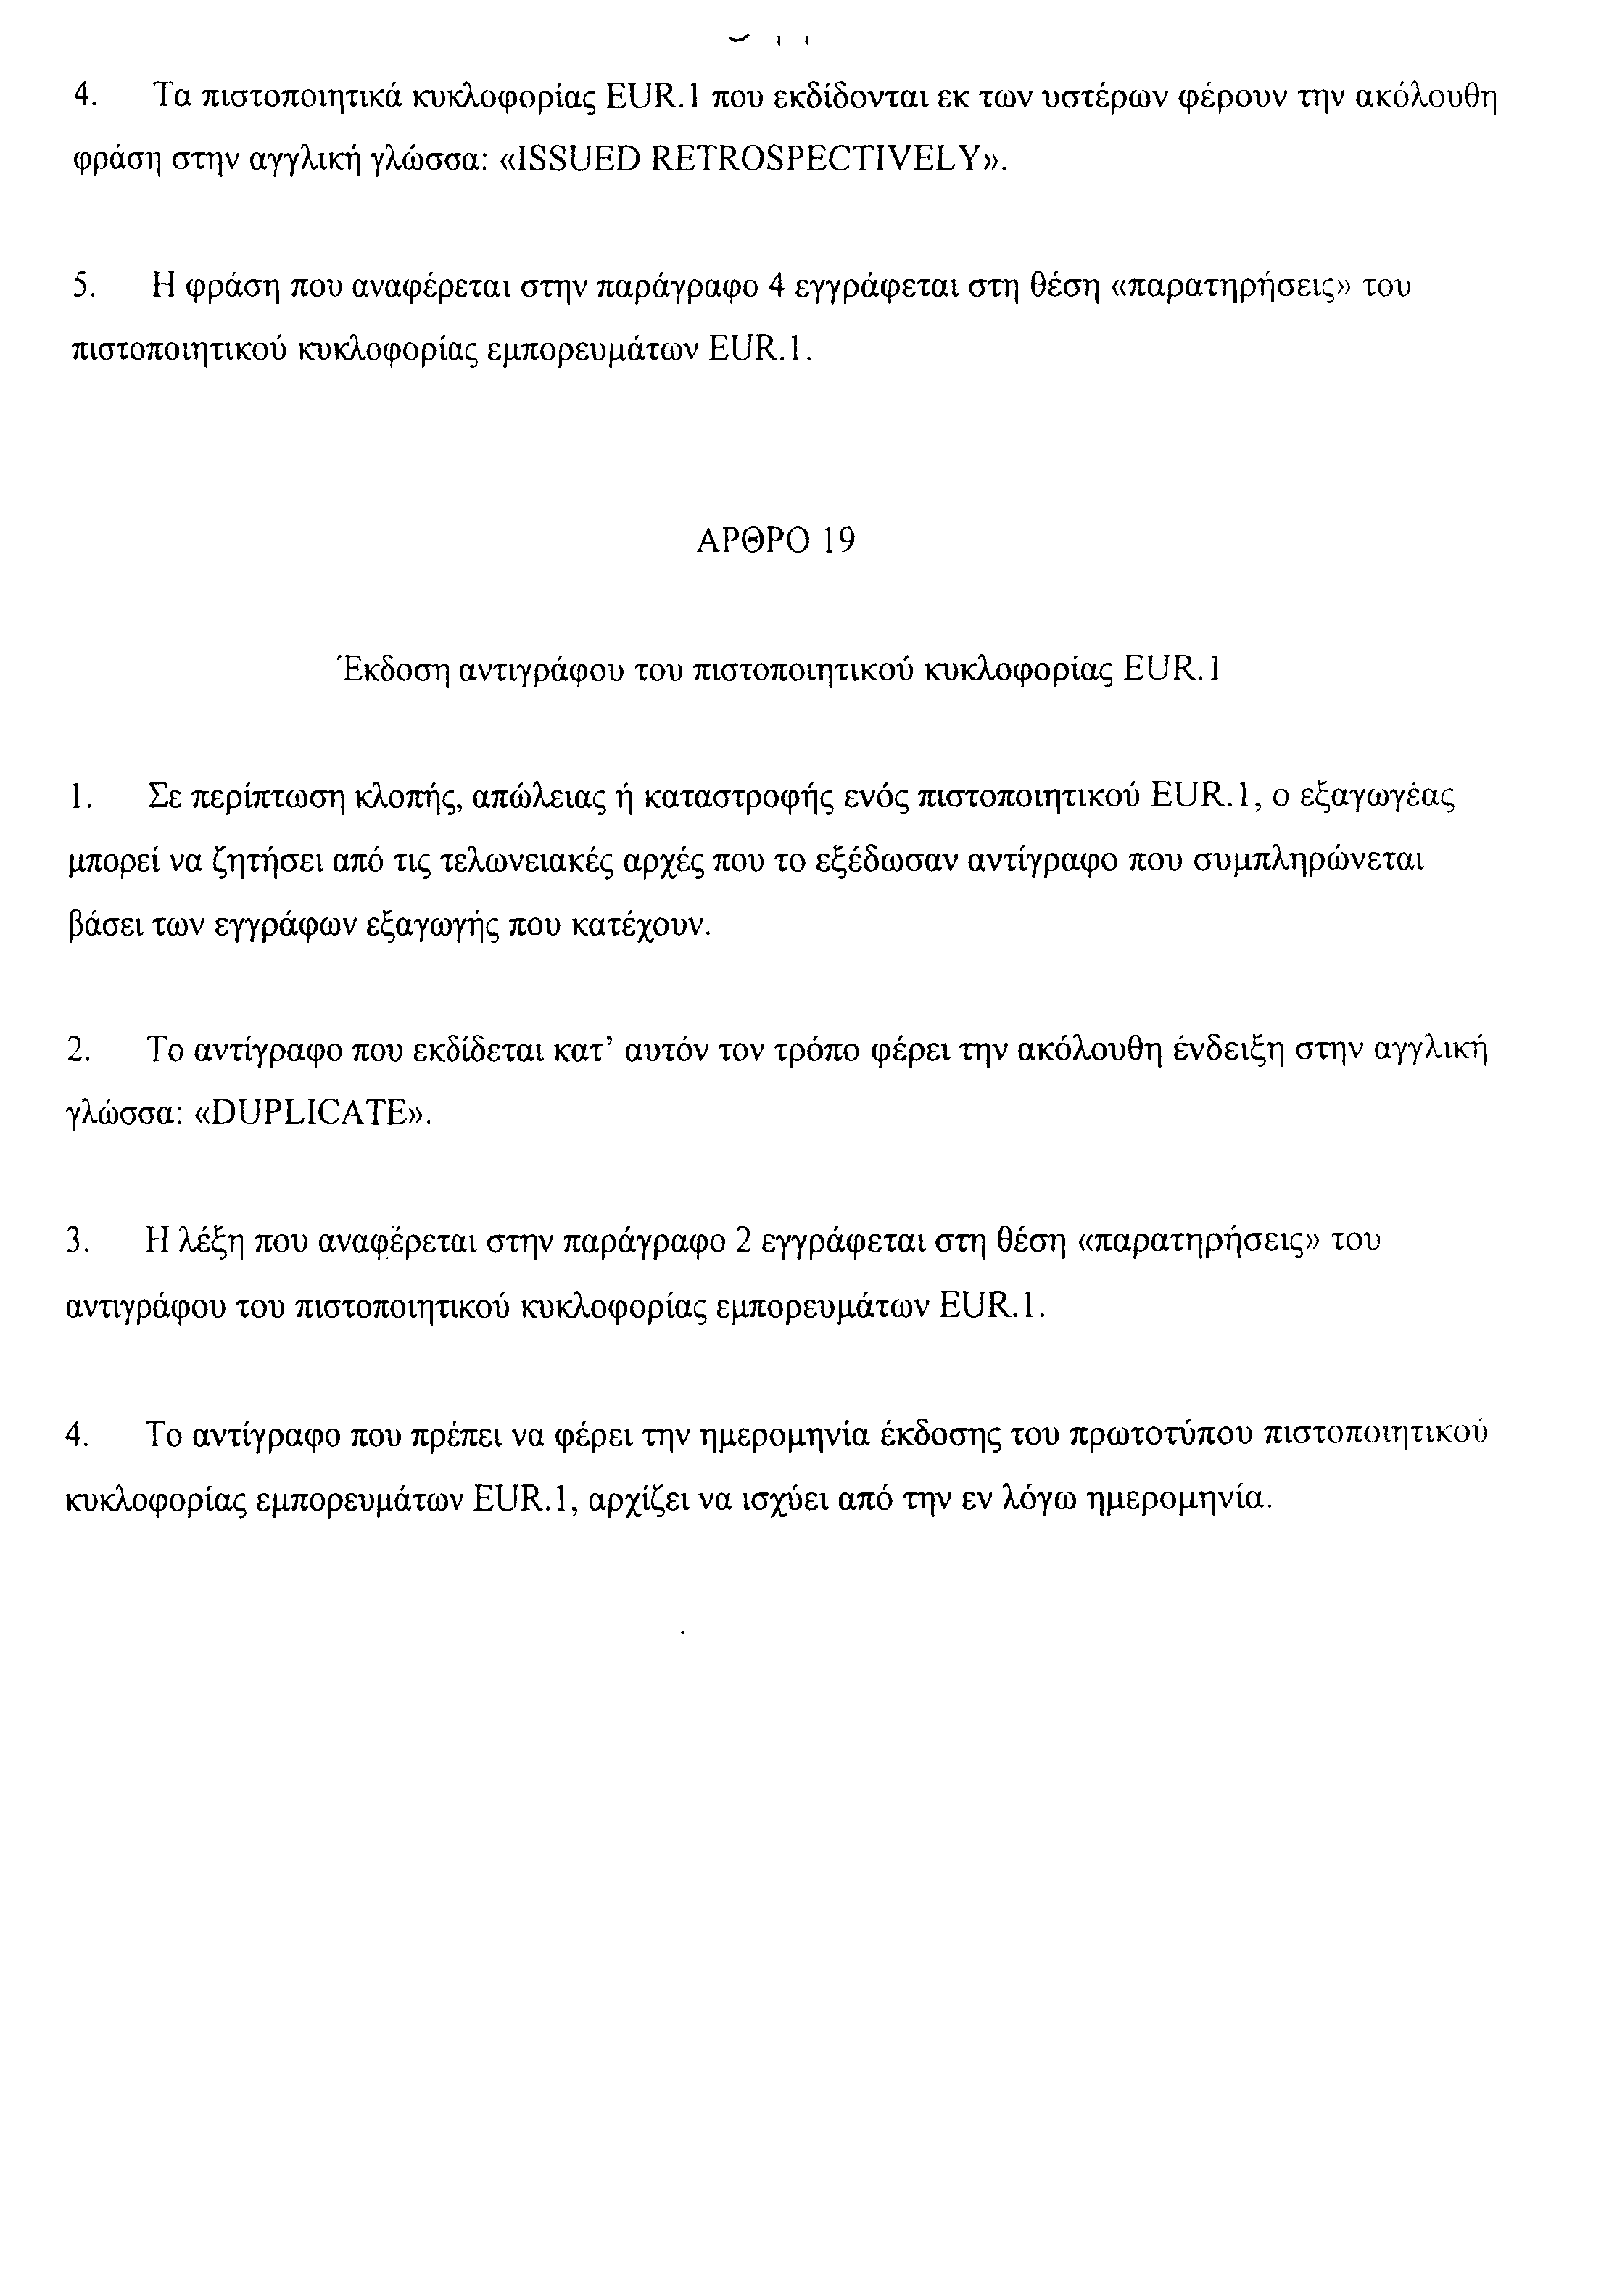 4. Τα πιστοποιητικά κυκλοφορίας EUR.1 που εκδίδονται εκ των υστέρων φέρουν την ακόλουθη
φράση στην αγγλική γλώσσα: «ISSUED RETROSPECTIVELY».
5. Η φράση που αναφέρεται στην παράγραφο 4 εγγράφεται στη θέση «παρατηρήσεις» του
πιστοποιητικού κυκλοφορίας εμπορευμάτων EUR.1.
ΑΡΘΡΟ 19
Έκδοση αντιγράφου του πιστοποιητικού κυκλοφορίας EUR.1
1. Σε περίπτωση κλοπής, απώλειας ή καταστροφής ενός πιστοποιητικού EUR.1, ο εξαγωγέας
μπορεί να ζητήσει από τις τελωνειακές αρχές που το εξέδωσαν αντίγραφο που συμπληρώνεται
βάσει των εγγράφων εξαγωγής που κατέχουν.
2. Το αντίγραφο που εκδίδεται κατ’ αυτόν τον τρόπο φέρει την ακόλουθη ένδειξη στην αγγλική
γλώσσα: «DUPLICATE».
3. Η λέξη που αναφέρεται στην παράγραφο 2 εγγράφεται στη θέση «παρατηρήσεις» του
αντιγράφου του πιστοποιητικού κυκλοφορίας εμπορευμάτων EUR.1.
4. Το αντίγραφο που πρέπει να φέρει την ημερομηνία έκδοσης του πρωτοτύπου πιστοποιητικού
κυκλοφορίας εμπορευμάτων EUR.1, αρχίζει να ισχύει από την εν λόγω ημερομηνία.